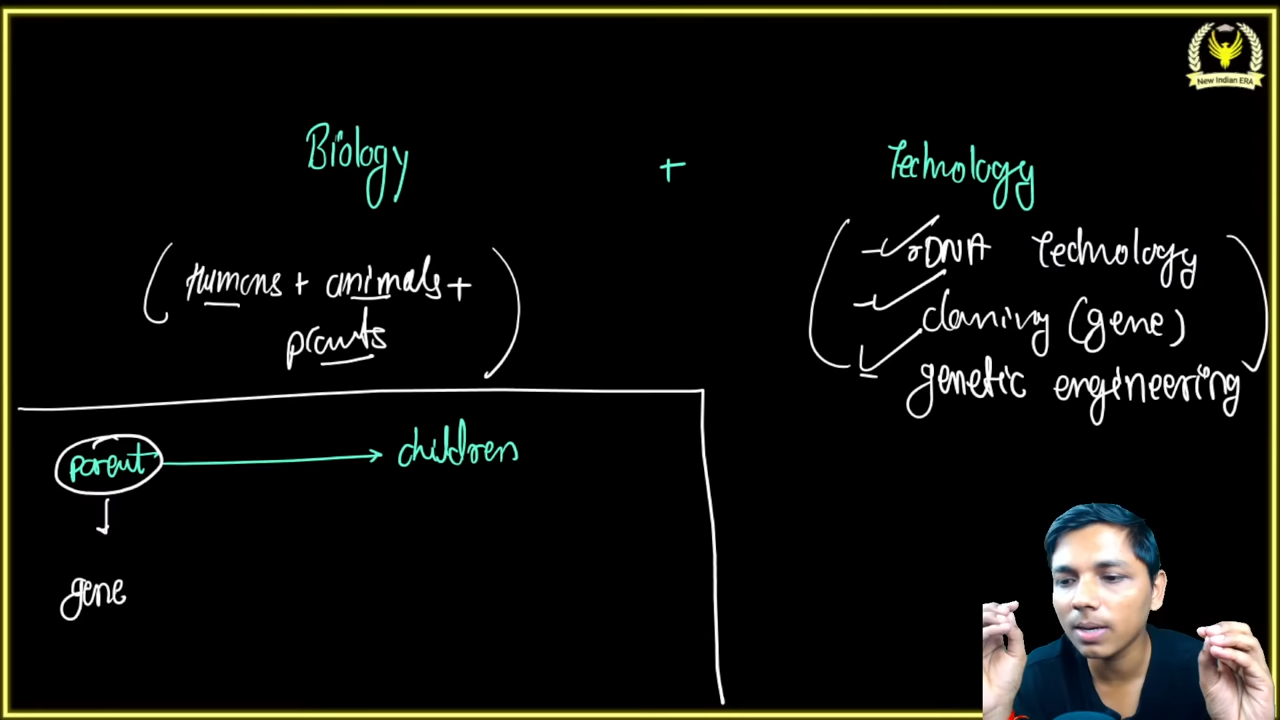 New Indian ERA
Biology + Technology
(Humans + animals +
plants)
(- rDNA Technology
- cloning (gene)
- genetic engineering)
parent → children
↓
gene